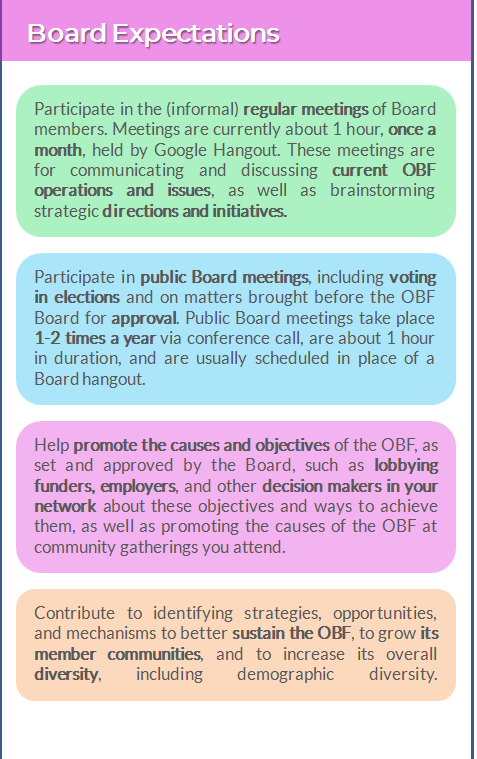 Board Expectations
Participate in the (informal) regular meetings of Board
members. Meetings are currently about 1 hour, once a
month, held by Google Hangout. These meetings are
for communicating and discussing current OBF
operations and issues, as well as brainstorming
strategic directions and initiatives.
Participate in public Board meetings, including voting
in elections and on matters brought before the OBF
Board for approval. Public Board meetings take place
1-2 times a year via conference call, are about 1 hour
in duration, and are usually scheduled in place of a
Board hangout.
Help promote the causes and objectives of the OBF, as
set and approved by the Board, such as lobbying
funders, employers, and other decision makers in your
network about these objectives and ways to achieve
them, as well as promoting the causes of the OBF at
community gatherings you attend.
Contribute to identifying strategies, opportunities,
and mechanisms to better sustain the OBF, to grow its
member communities, and to increase its overall
diversity, including demographic diversity.